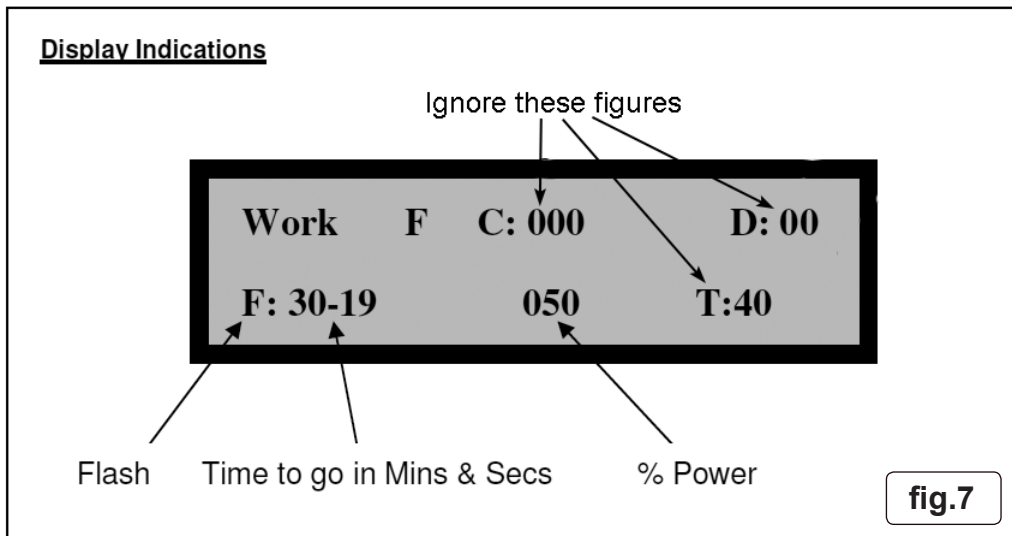 Display Indications
Ignore these figures
Work F C: 000 D: 00
F: 30-19 050 T:40
Flash Time to go in Mins & Secs % Power
fig.7